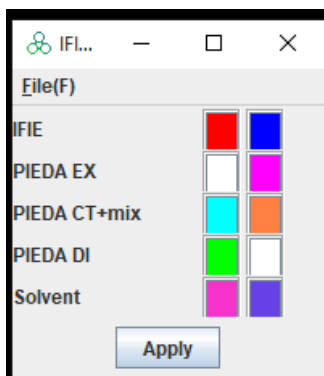 IFI...
File(F)
IFIE
PIEDA EX
PIEDA CT+mix
PIEDA DI
Solvent
Apply